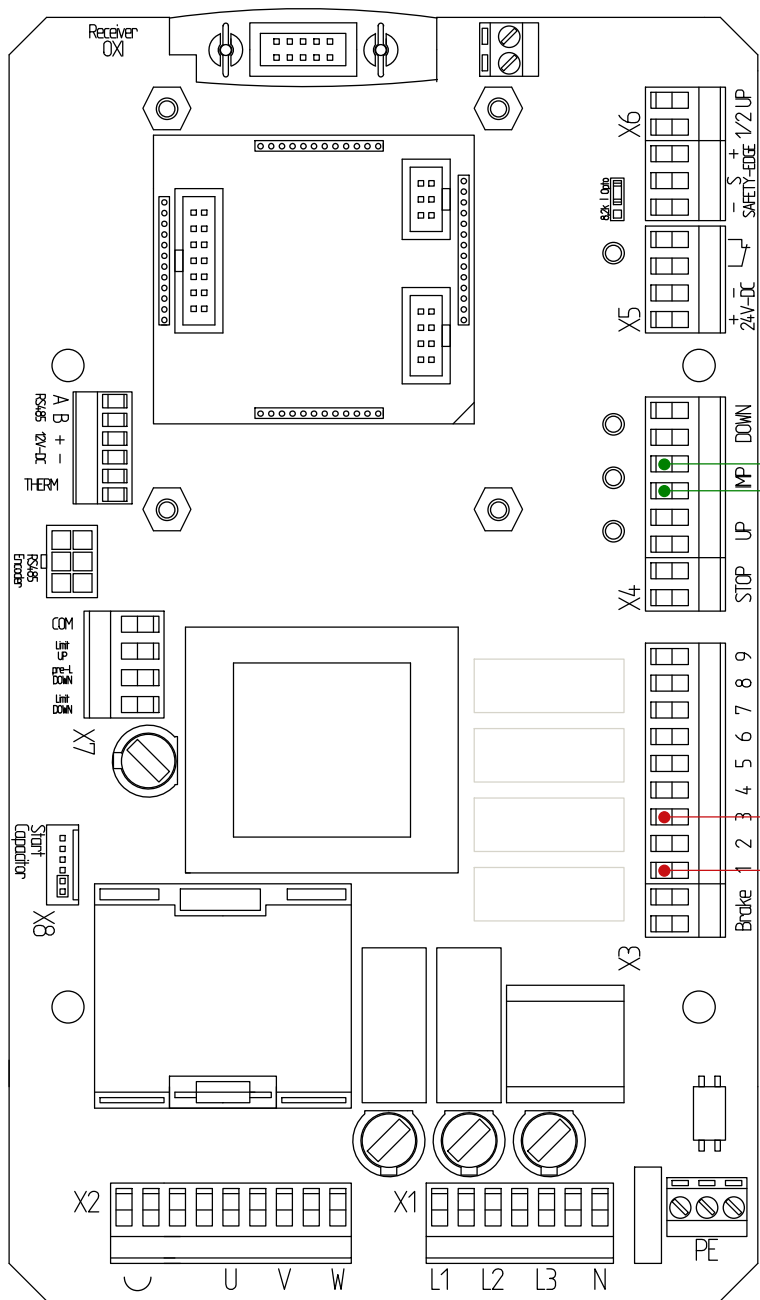 Receiver
OXI
X6
1/2 UP
+
S
-
SAFETY-EDGE
8.2k | Opto
X5
-
+
24V-DC
A
B
RS485
+
-
12V-DC
THERM
DOWN
IMP
UP
STOP
X4
RS485
Encoder
COM
Limit
UP
pre-L.
DOWN
Limit
DOWN
X7
9
8
7
6
5
4
3
2
1
Brake
X3
Start
Capacitor
X8
X2
X1
U
V
W
L1
L2
L3
N
PE